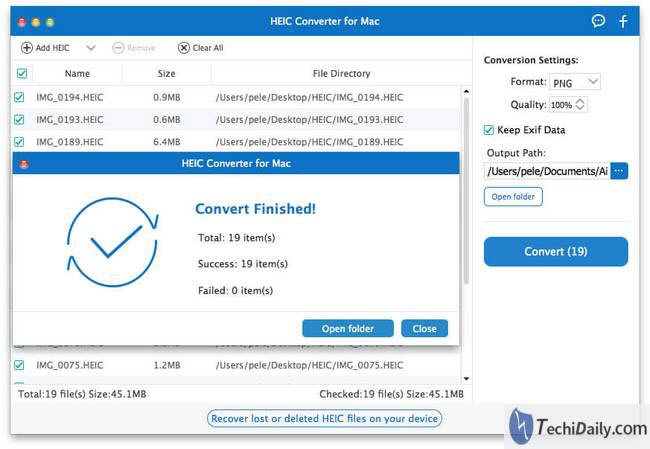 HEIC Converter for Mac
Add HEIC Remove Clear All
Name Size File Directory
IMG_0194.HEIC 0.9MB /Users/pele/Desktop/HEIC/IMG_0194.HEIC
IMG_0193.HEIC 0.6MB /Users/pele/Desktop/HEIC/IMG_0193.HEIC
IMG_0189.HEIC 6.4MB /Users/pele/Desktop/HEIC/IMG_0189.HEIC
HEIC Converter for Mac
Convert Finished!
Total: 19 item(s)
Success: 19 item(s)
Failed: 0 item(s)
Open folder Close
IMG_0075.HEIC 1.2MB /Users/pele/Desktop/HEIC/IMG_0075.HEIC
Total:19 file(s) Size:45.1MB Checked:19 file(s) Size:45.1MB
Recover lost or deleted HEIC files on your device
Conversion Settings:
Format: PNG
Quality: 100%
Keep Exif Data
Output Path:
/Users/pele/Documents/Ai
Open folder
Convert (19)
TechiDaily.com